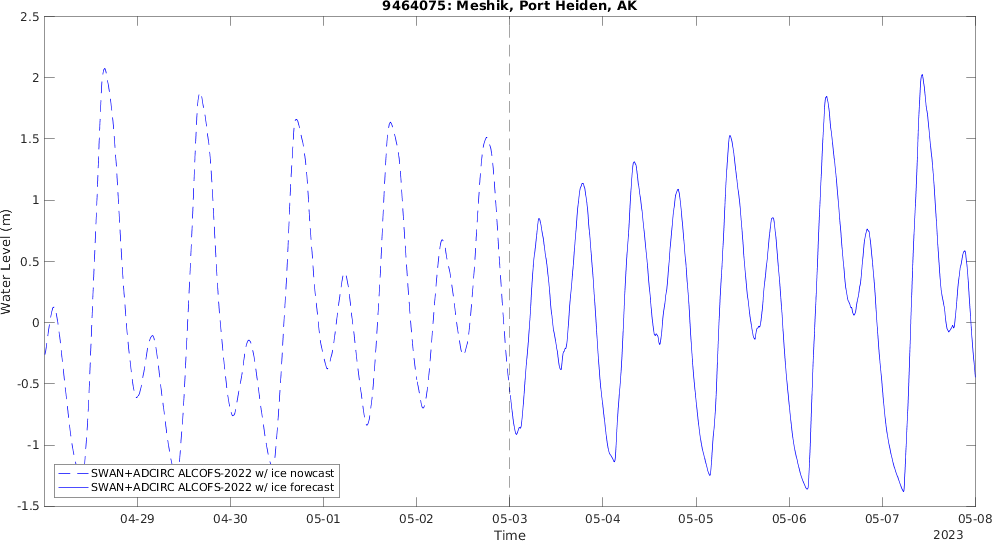 9464075: Meshik, Port Heiden, AK
Water Level (m)
2.5
2
1.5
1
0.5
0
-0.5
-1
-1.5
SWAN+ADCIRC ALCOFS-2022 w/ ice nowcast
SWAN+ADCIRC ALCOFS-2022 w/ ice forecast
04-29 04-30 05-01 05-02 05-03 05-04 05-05 05-06 05-07 05-08
Time
2023